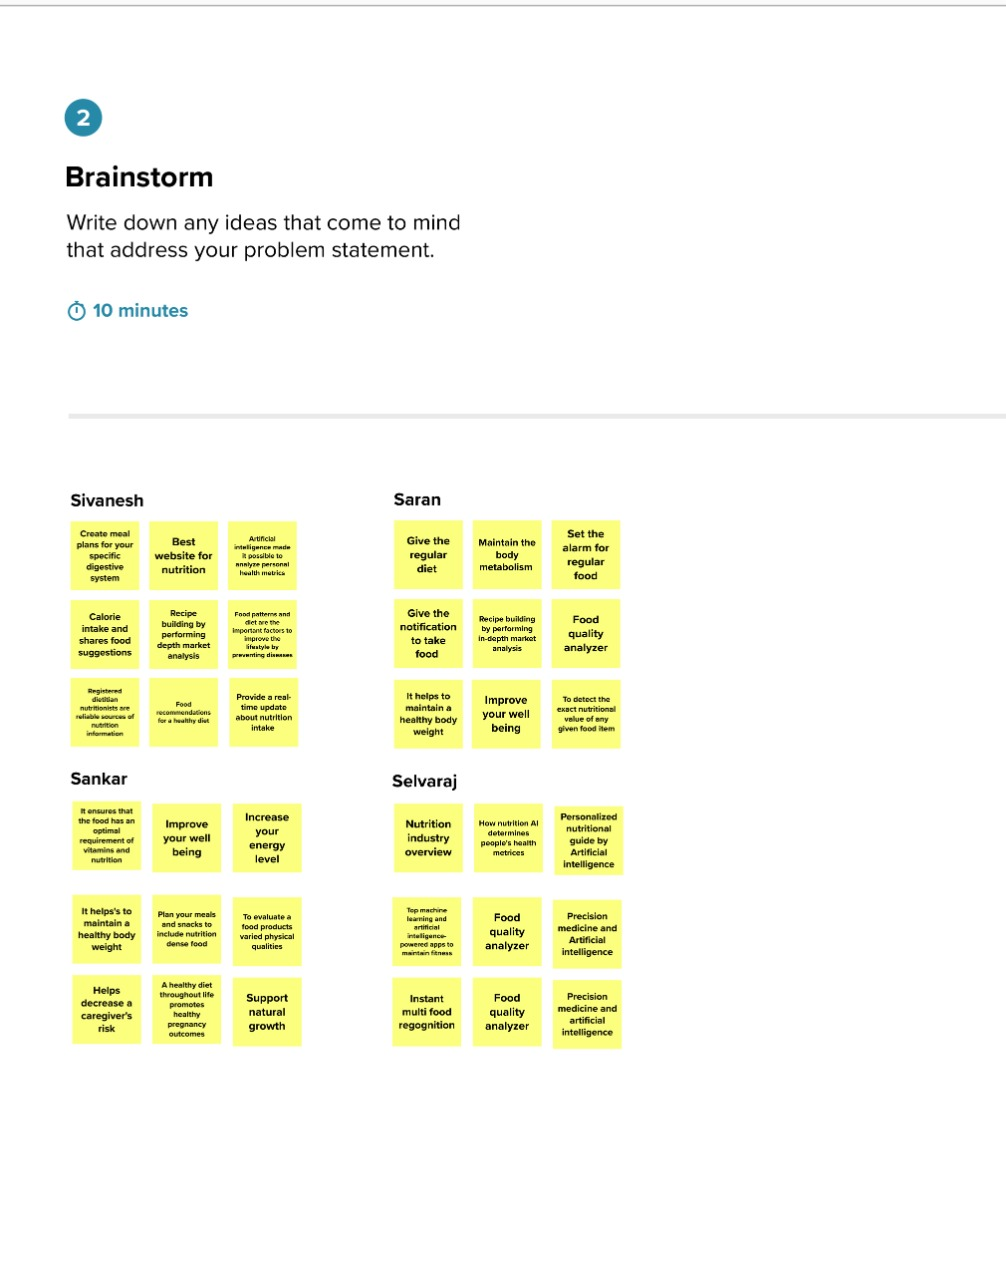 2
Brainstorm
Write down any ideas that come to mind
that address your problem statement.
10 minutes
Sivanesh
Create meal
plans for your
specific
digestive
system
Best
website for
nutrition
Artificial
intelligence made
it possible to
analyze personal
health metrics
Calorie
intake and
shares food
suggestions
Recipe
building by
performing
depth market
analysis
Food patterns and
diet are the
important factors to
improve the
lifestyle by
preventing diseases
Registered
dietitian
nutritionists are
reliable sources of
nutrition
information
Food
recommendations
for a healthy diet
Provide a real-
time update
about nutrition
intake
Saran
Give the
regular
diet
Maintain the
body
metabolism
Set the
alarm for
regular
food
Give the
notification
to take
food
Recipe building
by performing
in-depth market
analysis
Food
quality
analyzer
It helps to
maintain a
healthy body
weight
Improve
your well
being
To detect the
exact nutritional
value of any
given food item
Sankar
It ensures that
the food has an
optimal
requirement of
vitamins and
nutrition
Improve
your well
being
Increase
your
energy
level
It helps's to
maintain a
healthy body
weight
Plan your meals
and snacks to
include nutrition
dense food
To evaluate a
food products
varied physical
qualities
Helps
decrease a
caregiver's
risk
A healthy diet
throughout life
promotes
healthy
pregnancy
outcomes
Support
natural
growth
Selvaraj
Nutrition
industry
overview
How nutrition AI
determines
people's health
metrices
Personalized
nutritional
guide by
Artificial
intelligence
Top machine
learning and
artificial
intelligence-
powered apps to
maintain fitness
Food
quality
analyzer
Precision
medicine and
Artificial
intelligence
Instant
multi food
regognition
Food
quality
analyzer
Precision
medicine and
artificial
intelligence